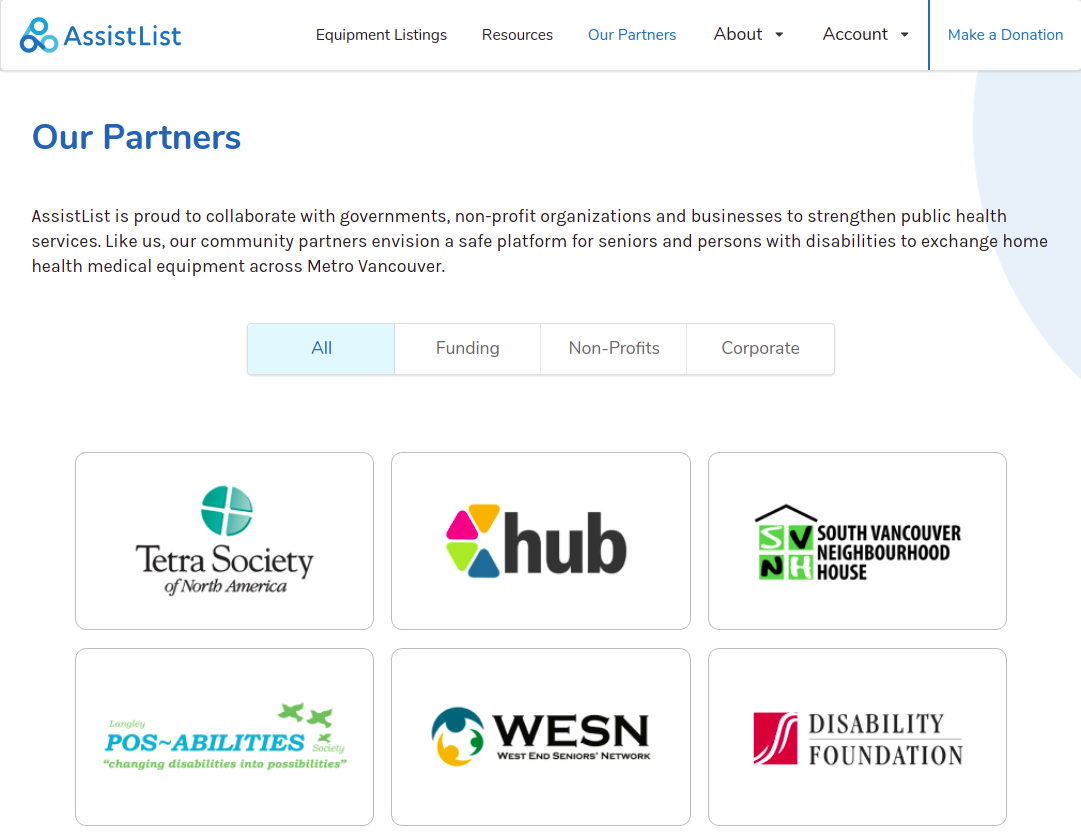 AssistList
Equipment Listings
Resources
Our Partners
About
Account
Make a Donation
Our Partners
AssistList is proud to collaborate with governments, non-profit organizations and businesses to strengthen public health
services. Like us, our community partners envision a safe platform for seniors and persons with disabilities to exchange home
health medical equipment across Metro Vancouver.
All
Funding
Non-Profits
Corporate
Tetra Society
of North America
hub
SV
NH
SOUTH VANCOUVER
NEIGHBOURHOOD
HOUSE
Langley
POS~ABILITIES
Society
"changing disabilities into possibilities"
WESN
WEST END SENIORS' NETWORK
DISABILITY
FOUNDATION